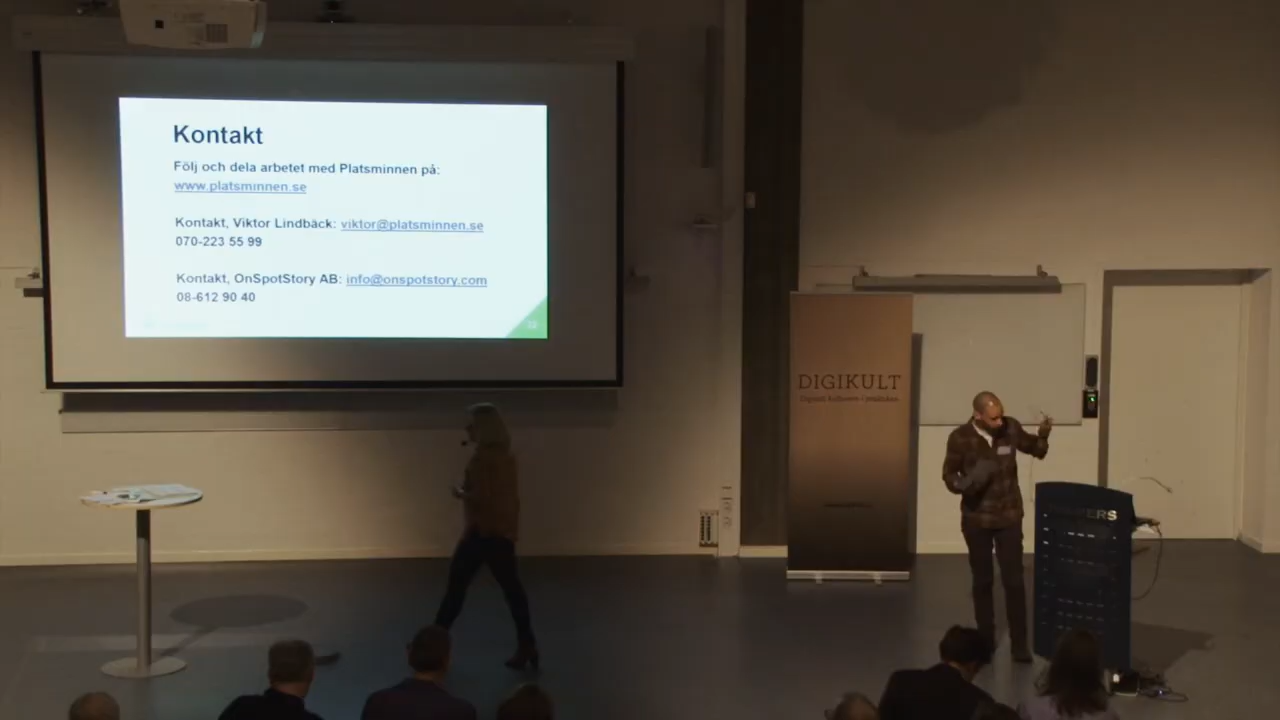 Kontakt
Följ och dela arbetet med Platsminnen på:
www.platsminnen.se
Kontakt, Viktor Lindbäck: viktor@platsminnen.se
070-223 55 99
Kontakt, OnSpotStory AB: info@onspotstory.com
08-612 90 40
32
DIGIKULT